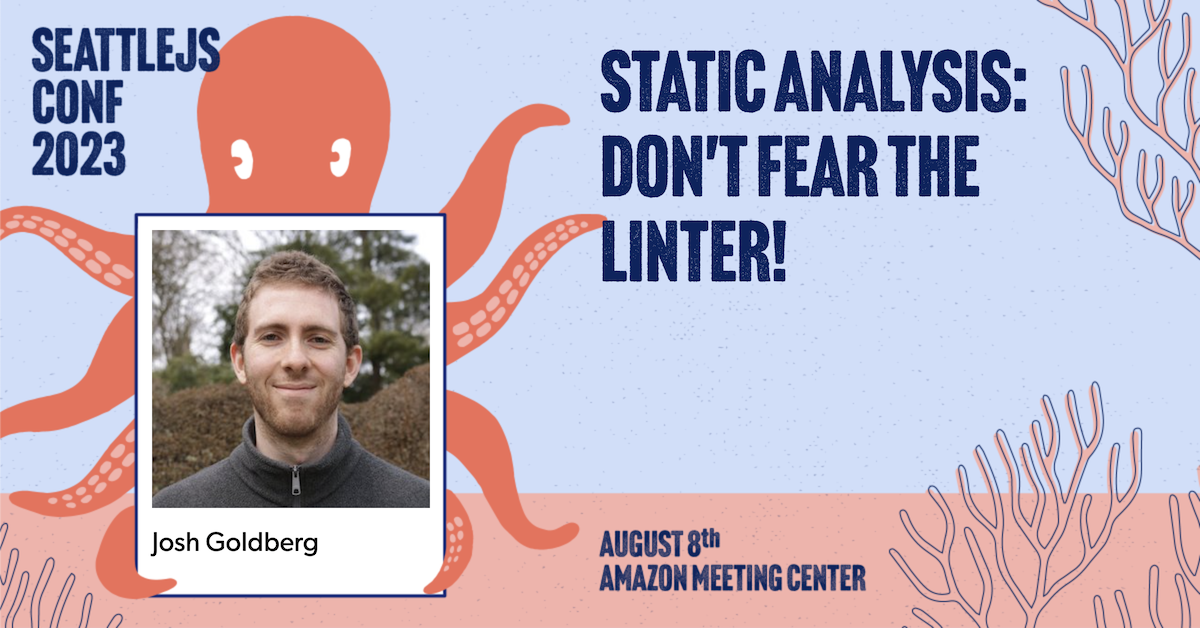 SEATTLEJS
CONF
2023
STATIC ANALYSIS:
DON'T FEAR THE
LINTER!
Josh Goldberg
AUGUST 8th
AMAZON MEETING CENTER